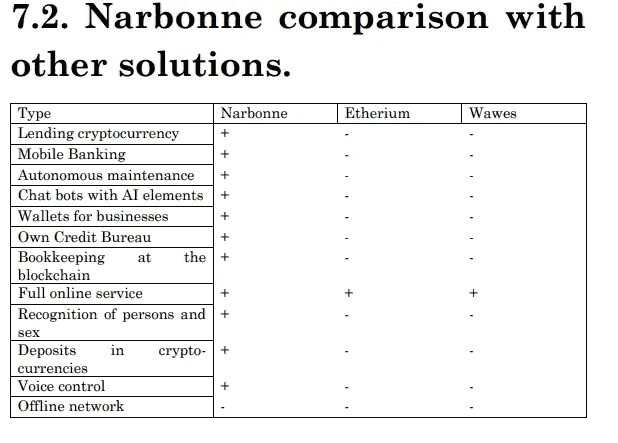 7.2. Narbonne comparison with
other solutions.
Type Narbonne Etherium Wawes
Lending cryptocurrency + - -
Mobile Banking + - -
Autonomous maintenance + - -
Chat bots with AI elements + - -
Wallets for businesses + - -
Own Credit Bureau + - -
Bookkeeping at the + - -
blockchain
Full online service + + +
Recognition of persons and + - -
sex
Deposits in crypto- + - -
currencies
Voice control + - -
Offline network - - -